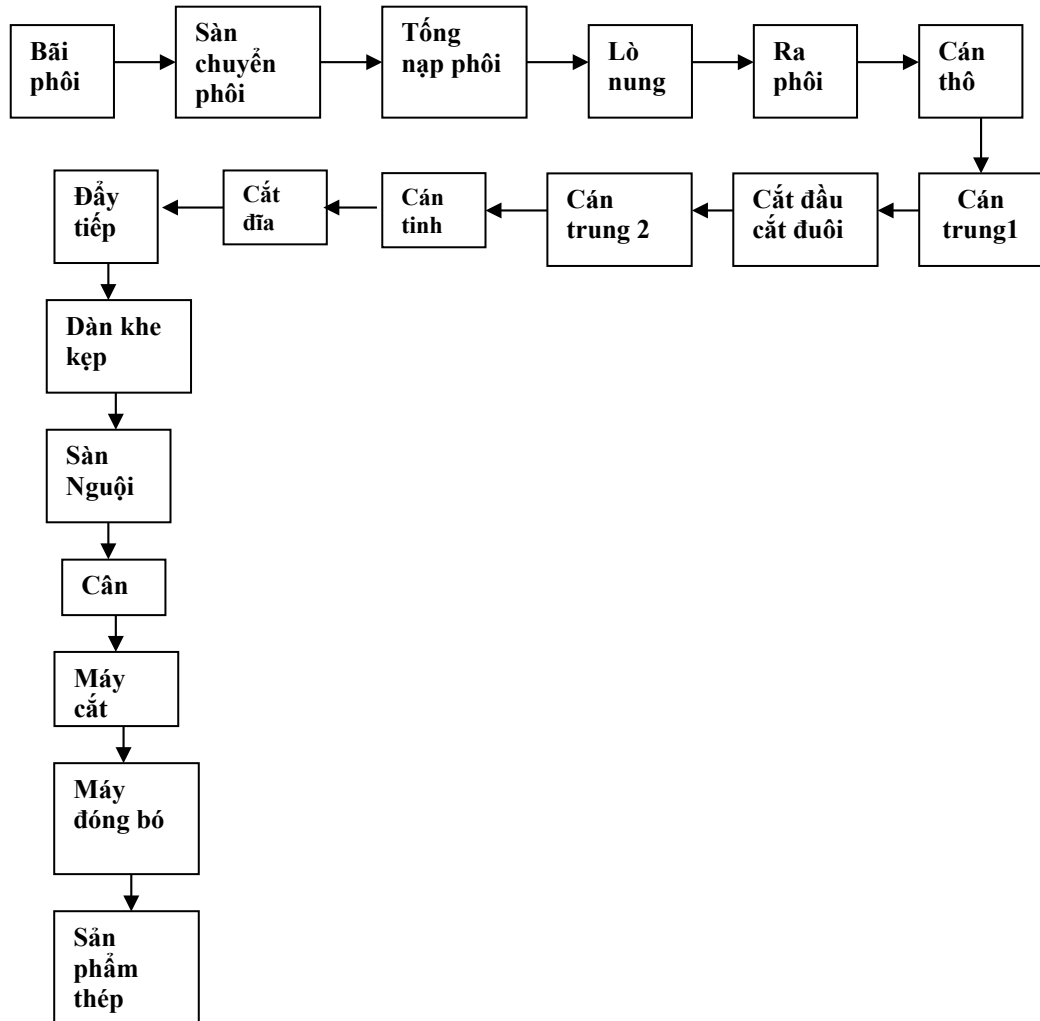 Bãi
phôi
Sàn
chuyển
phôi
Tống
nạp phôi
Lò
nung
Ra
phôi
Cán
thô
Cán
trung1
Cắt đầu
cắt đuôi
Cán
trung 2
Cán
tinh
Cắt
đĩa
Đẩy
tiếp
Dàn khe
kẹp
Sàn
Nguội
Cân
Máy
cắt
Máy
đóng bó
Sản
phẩm
thép